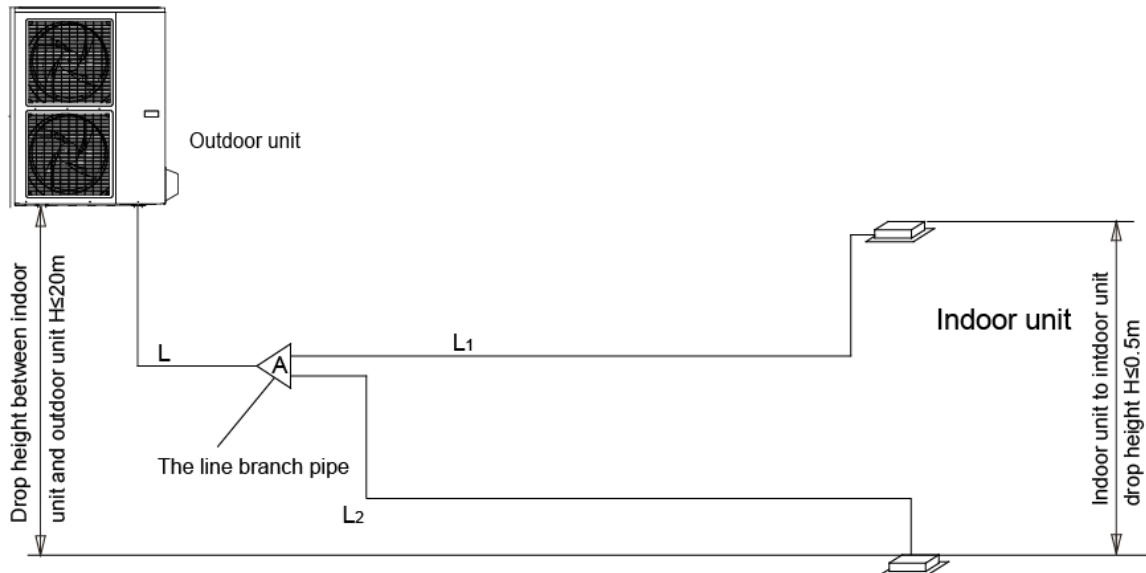 Outdoor unit
Drop height between indoor
unit and outdoor unit H≤20m
Indoor unit
Indoor unit to intdoor unit
drop height H≤0.5m
L1
L
A
The line branch pipe
L2